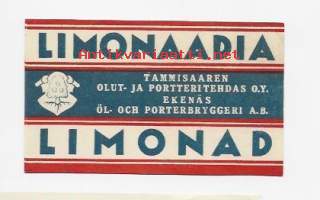 LIMONAADIA
Antikvariaatti.net
TAMMISAAREN
OLUT- JA PORTTERITEHDAS O.Y.
EKENÄS
ÖL- OCH PORTERBRYGGERI A.B.
LIMONAD